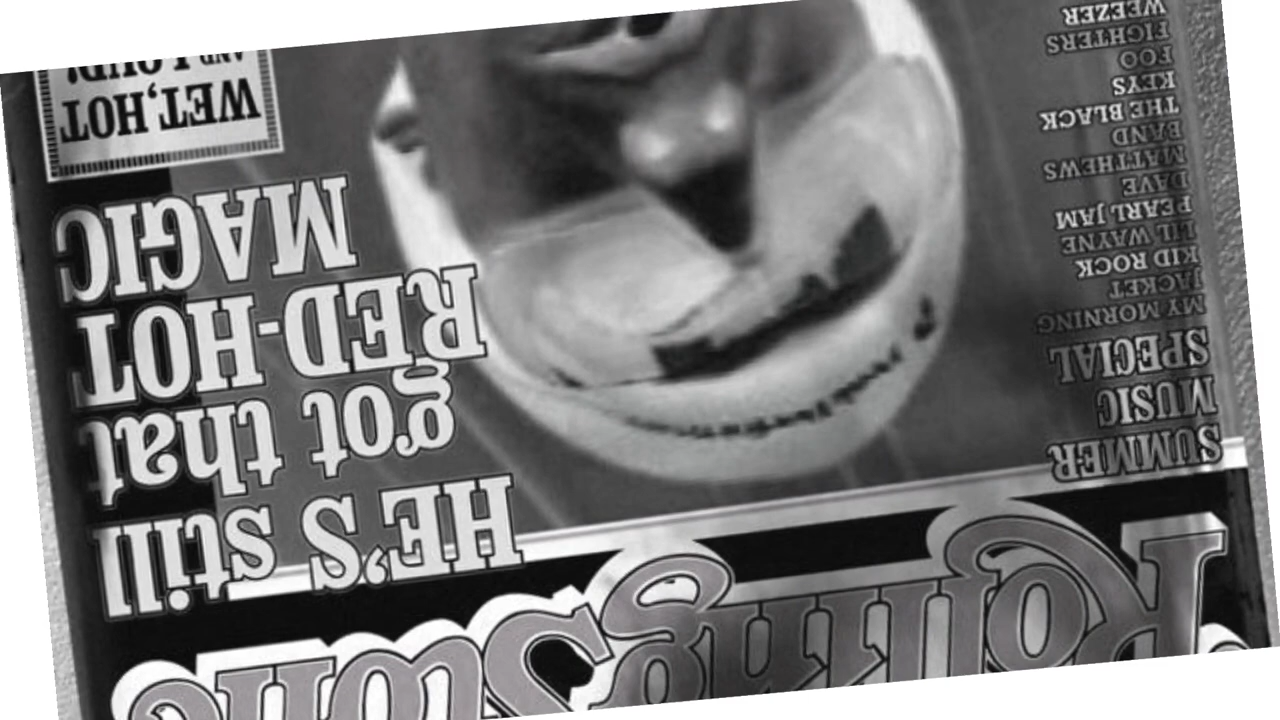 Rolling Stone
HE'S still
got that
RED-HOT
MAGIC
WET, HOT
AND LOUD!
SUMMER
MUSIC
SPECIAL
MY MORNING
JACKET
KID ROCK
LIL WAYNE
PEARL JAM
DAVE
MATTHEWS
BAND
THE BLACK
KEYS
FOO
FIGHTERS
WEEZER